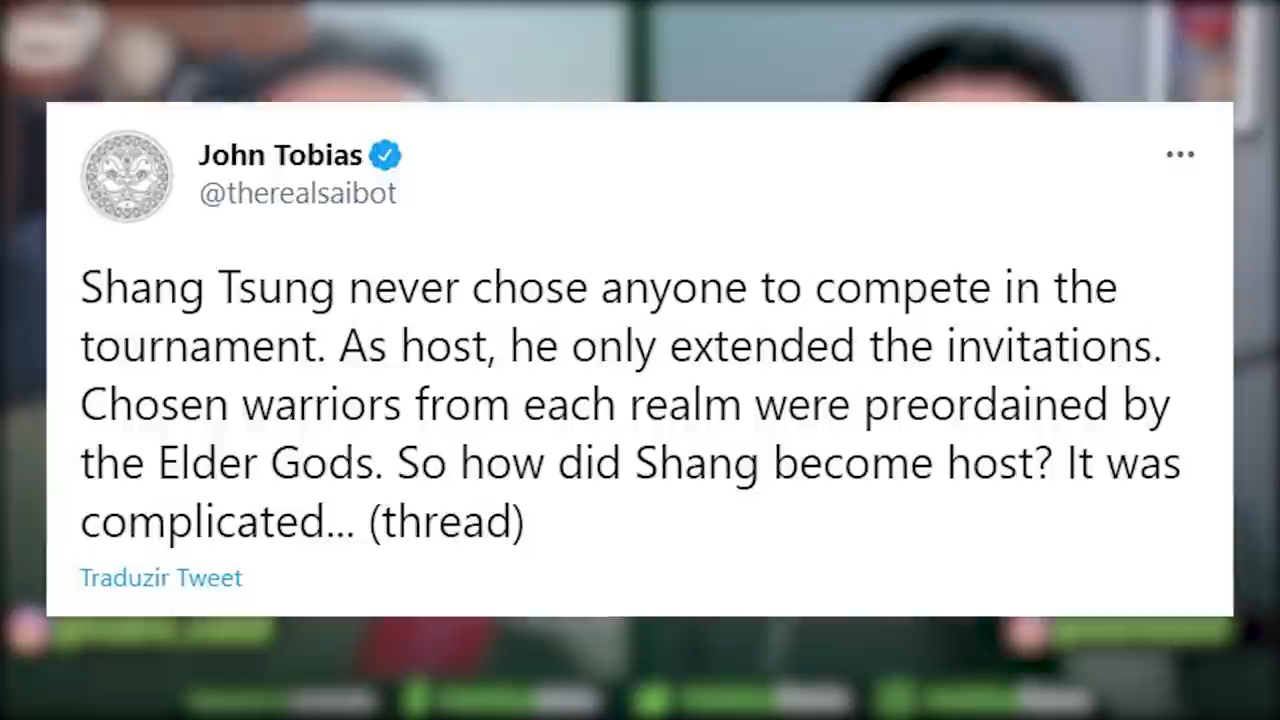 John Tobias
@therealsaibot
Shang Tsung never chose anyone to compete in the
tournament. As host, he only extended the invitations.
Chosen warriors from each realm were preordained by
the Elder Gods. So how did Shang become host? It was
complicated... (thread)
Traduzir Tweet